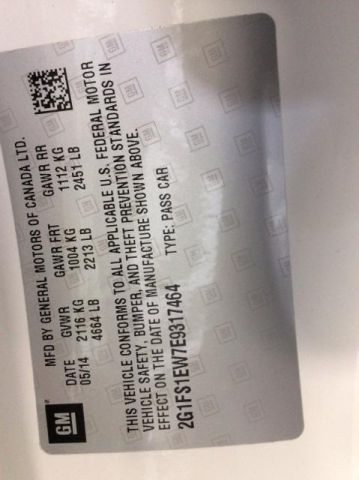 GM
MFD BY GENERAL MOTORS OF CANADA LTD.
DATE GVWR GAWR FRT GAWR RR
05/14 2116 KG 1004 KG 1112 KG
4664 LB 2213 LB 2451 LB
THIS VEHICLE CONFORMS TO ALL APPLICABLE U.S. FEDERAL MOTOR
VEHICLE SAFETY, BUMPER, AND THEFT PREVENTION STANDARDS IN
EFFECT ON THE DATE OF MANUFACTURE SHOWN ABOVE.
2G1FS1EW7E9317464 TYPE: PASS CAR